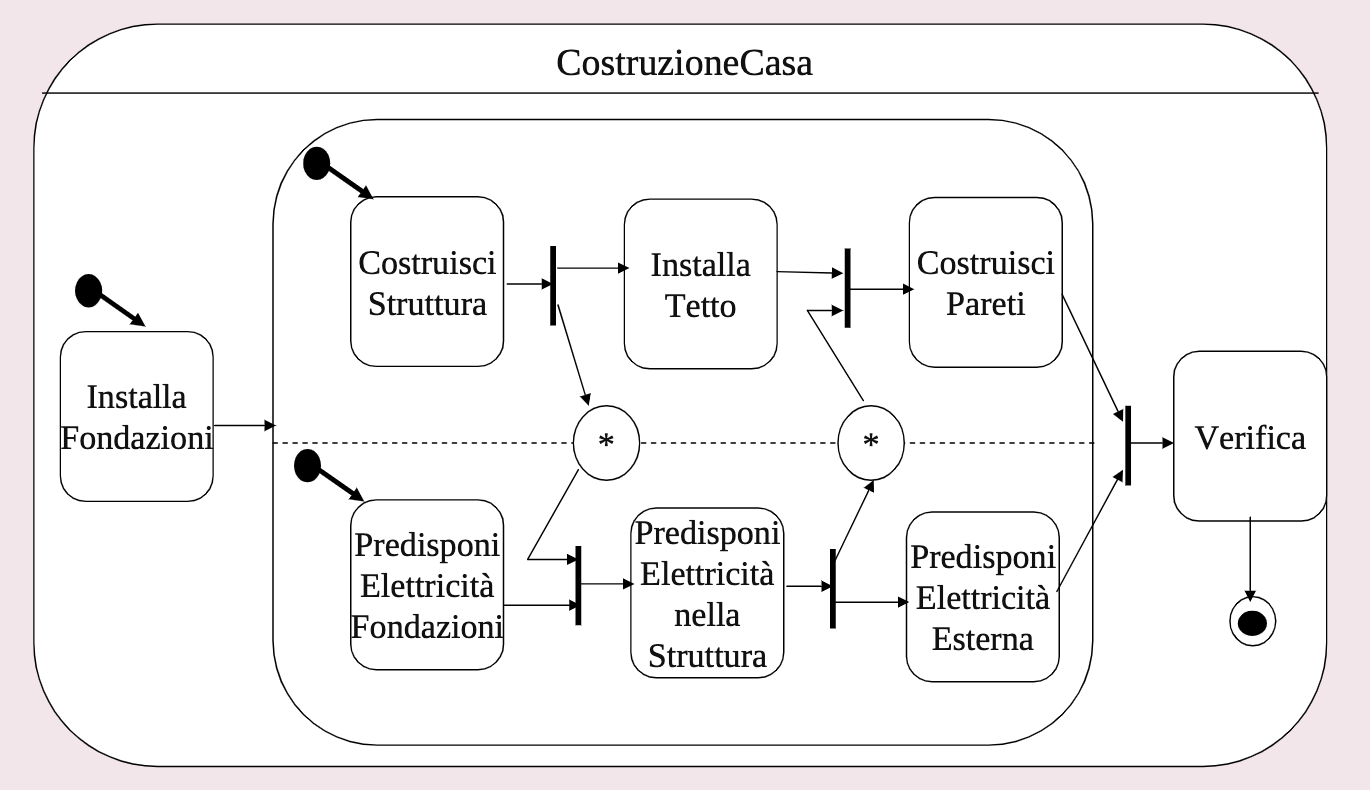 CostruzioneCasa
Costruisci
Struttura
Installa
Tetto
Costruisci
Pareti
Installa
Fondazioni
*
*
Verifica
Predisponi
Elettricità
Fondazioni
Predisponi
Elettricità
nella
Struttura
Predisponi
Elettricità
Esterna